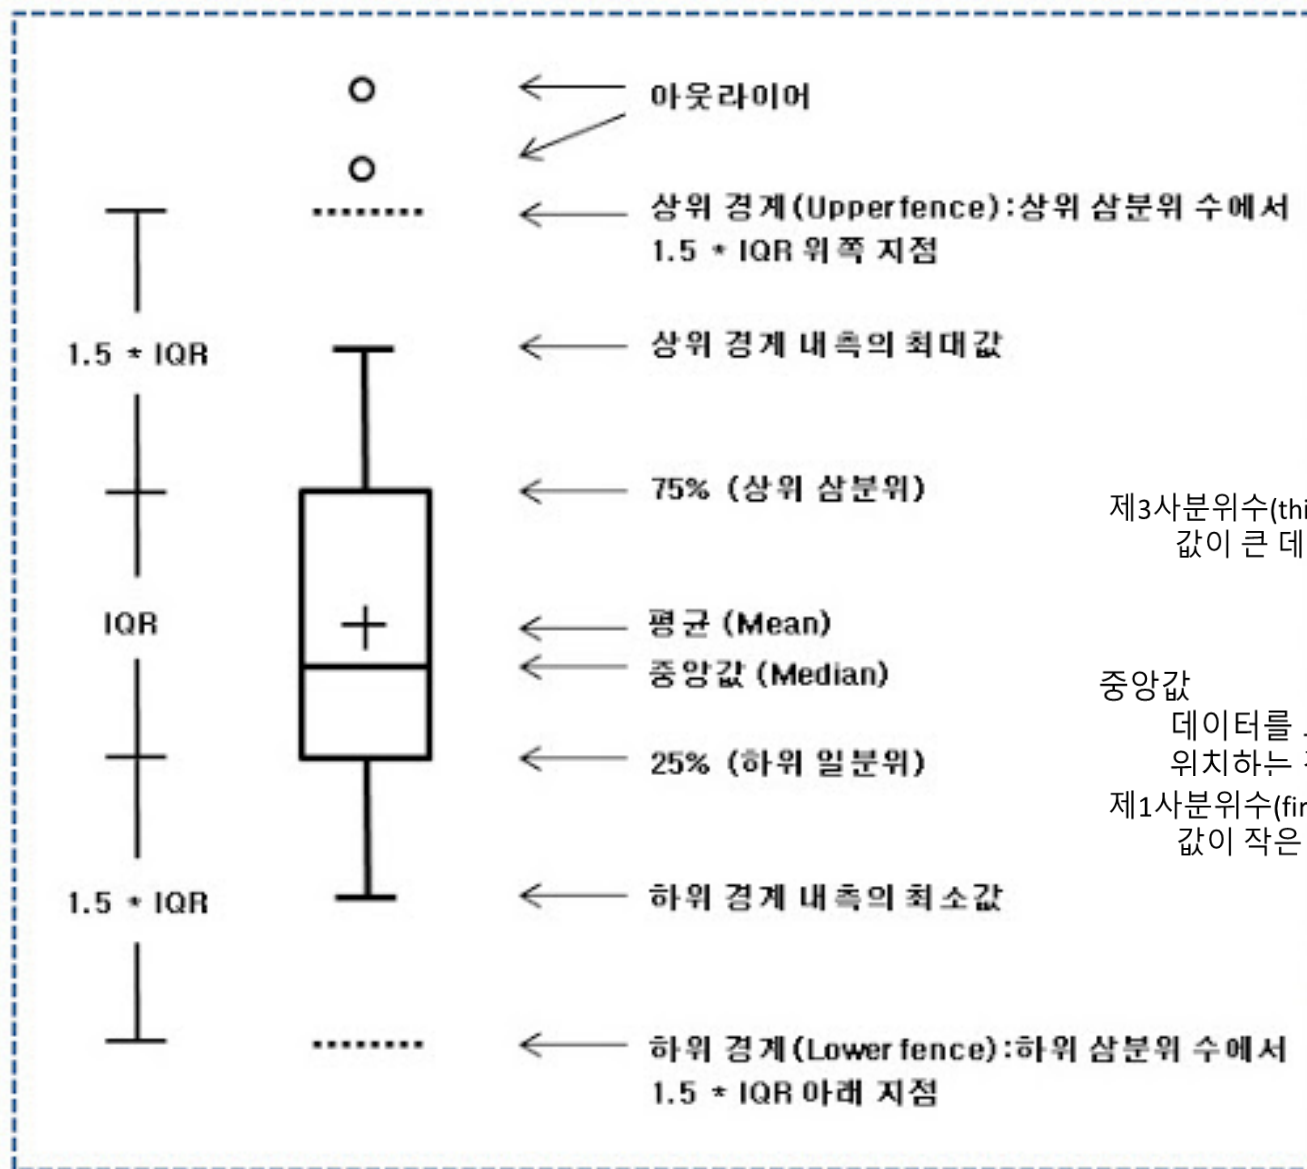 아웃라이어
상위 경계(Upperfence):상위 삼분위 수에서
1.5 * IQR 위쪽 지점
1.5 * IQR
상위 경계 내측의 최대값
75% (상위 삼분위)
제3사분위수(thi
값이 큰 데
IQR
평균 (Mean)
중앙값 (Median)
중앙값
데이터를
위치하는
25% (하위 일분위)
제1사분위수(fir
값이 작은
1.5 * IQR
하위 경계 내측의 최소값
하위 경계(Lowerfence):하위 삼분위 수에서
1.5 * IQR 아래 지점